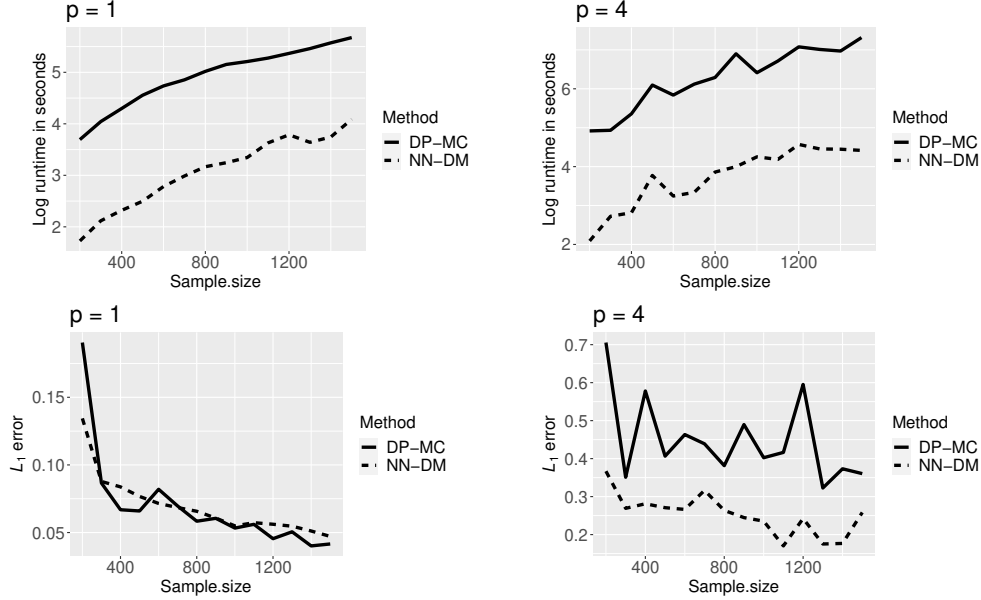 p = 1
Log runtime in seconds
5
4
3
2
400 800 1200
Sample.size
Method
DP−MC
NN−DM
p = 4
Log runtime in seconds
6
4
2
400 800 1200
Sample.size
Method
DP−MC
NN−DM
p = 1
L1 error
0.15
0.10
0.05
400 800 1200
Sample.size
Method
DP−MC
NN−DM
p = 4
L1 error
0.7
0.6
0.5
0.4
0.3
0.2
400 800 1200
Sample.size
Method
DP−MC
NN−DM